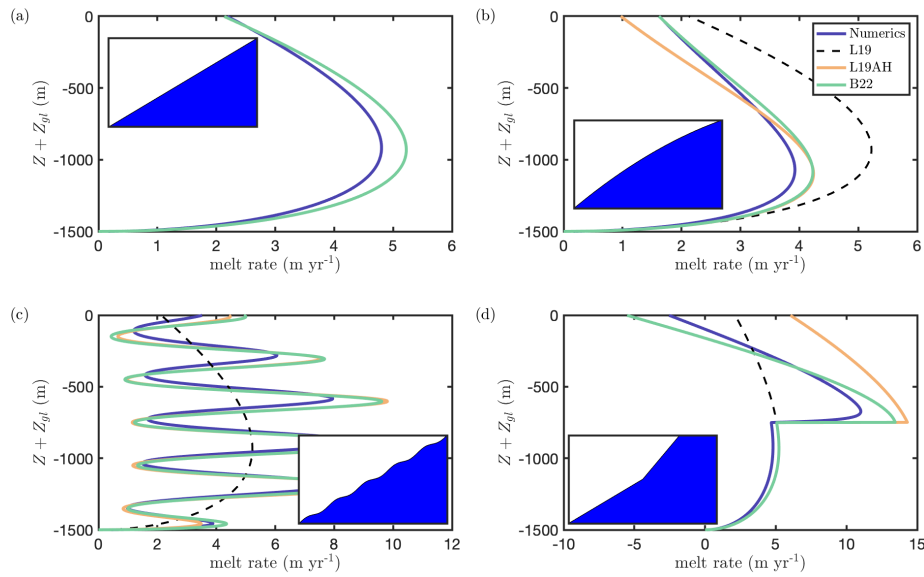 (a)
0
-500
-1000
-1500
Z + Z_gl (m)
0 1 2 3 4 5 6
melt rate (m yr-1)
(b)
0
-500
-1000
-1500
Z + Z_gl (m)
0 1 2 3 4 5 6
melt rate (m yr-1)
Numerics
L19
L19AH
B22
(c)
0
-500
-1000
-1500
Z + Z_gl (m)
0 2 4 6 8 10 12
melt rate (m yr-1)
(d)
0
-500
-1000
-1500
Z + Z_gl (m)
-10 -5 0 5 10 15
melt rate (m yr-1)